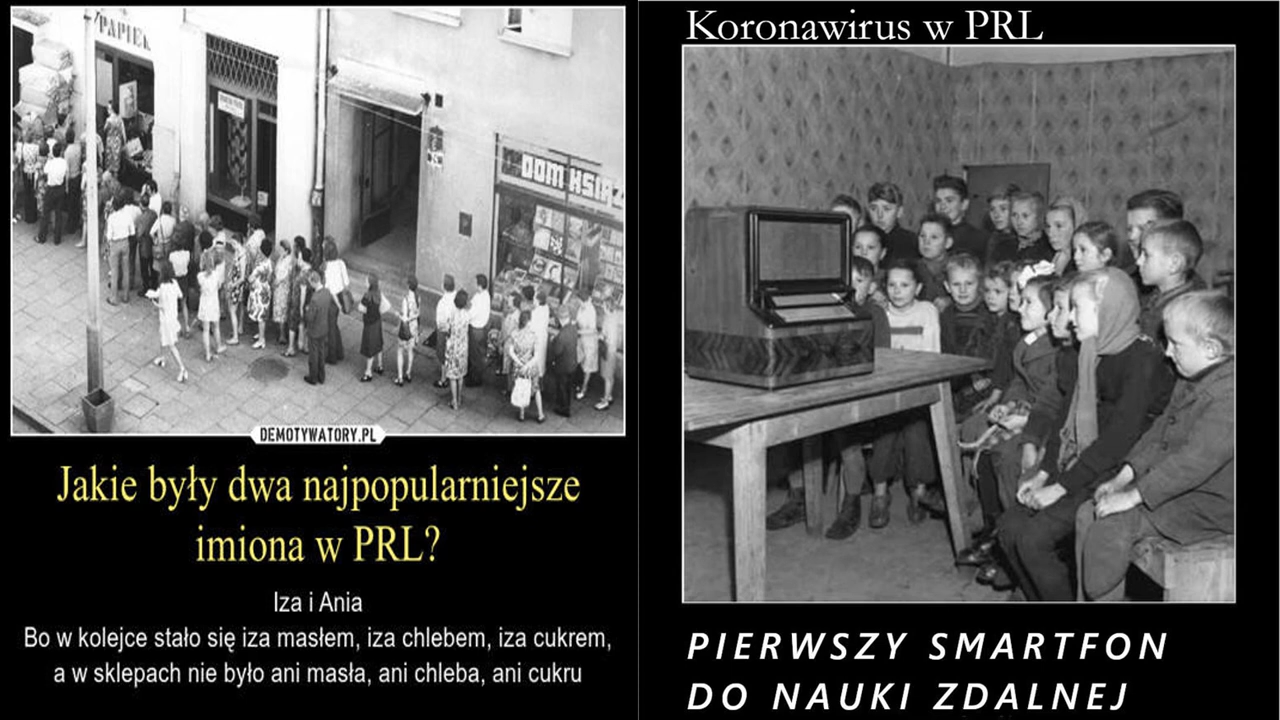 PAPIER
DOM KSIĄ
DEMOTYWATORY.PL
Jakie były dwa najpopularniejsze
imiona w PRL?
Iza i Ania
Bo w kolejce stało się iza masłem, iza chlebem, iza cukrem,
a w sklepach nie było ani masła, ani chleba, ani cukru
Koronawirus w PRL
PIERWSZY SMARTFON
DO NAUKI ZDALNEJ